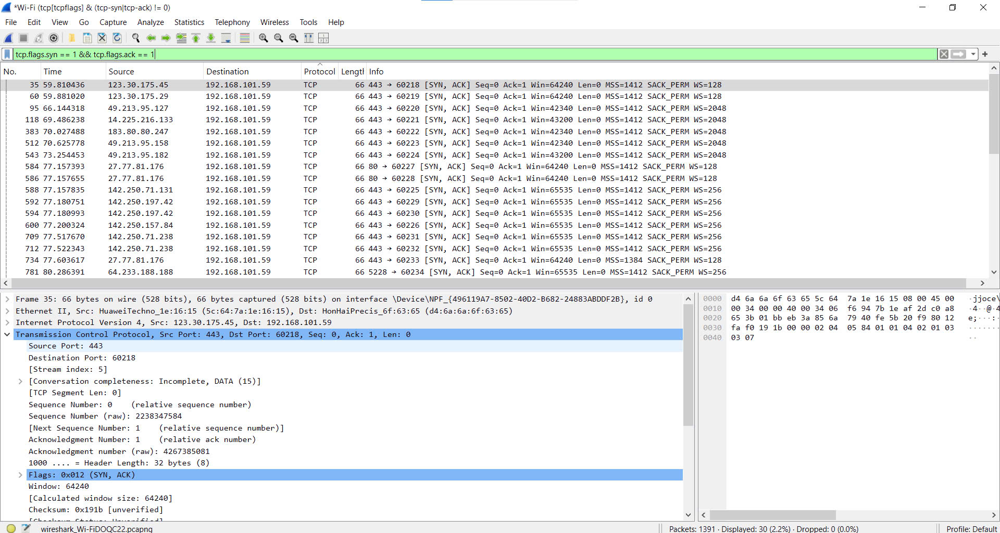 *Wi-Fi (tcp[tcpflags] & (tcp-syn|tcp-ack) != 0)
File Edit View Go Capture Analyze Statistics Telephony Wireless Tools Help
tcp.flags.syn == 1 && tcp.flags.ack == 1
No. Time Source Destination Protocol Lengtl Info
35 59.810436 123.30.175.45 192.168.101.59 TCP 66 443 → 60218 [SYN, ACK] Seq=0 Ack=1 Win=64240 Len=0 MSS=1412 SACK_PERM WS=128
60 59.881020 123.30.175.29 192.168.101.59 TCP 66 443 → 60219 [SYN, ACK] Seq=0 Ack=1 Win=64240 Len=0 MSS=1412 SACK_PERM WS=128
95 66.144318 49.213.95.127 192.168.101.59 TCP 66 443 → 60220 [SYN, ACK] Seq=0 Ack=1 Win=42340 Len=0 MSS=1412 SACK_PERM WS=2048
118 69.486238 14.225.216.133 192.168.101.59 TCP 66 443 → 60221 [SYN, ACK] Seq=0 Ack=1 Win=43200 Len=0 MSS=1412 SACK_PERM WS=2048
383 70.027488 183.80.80.247 192.168.101.59 TCP 66 443 → 60222 [SYN, ACK] Seq=0 Ack=1 Win=42340 Len=0 MSS=1412 SACK_PERM WS=2048
512 70.625778 49.213.95.158 192.168.101.59 TCP 66 443 → 60223 [SYN, ACK] Seq=0 Ack=1 Win=42340 Len=0 MSS=1412 SACK_PERM WS=2048
543 73.254453 49.213.95.182 192.168.101.59 TCP 66 443 → 60224 [SYN, ACK] Seq=0 Ack=1 Win=43200 Len=0 MSS=1412 SACK_PERM WS=2048
584 77.157393 27.77.81.176 192.168.101.59 TCP 66 80 → 60227 [SYN, ACK] Seq=0 Ack=1 Win=64240 Len=0 MSS=1412 SACK_PERM WS=128
586 77.157655 27.77.81.176 192.168.101.59 TCP 66 80 → 60228 [SYN, ACK] Seq=0 Ack=1 Win=64240 Len=0 MSS=1412 SACK_PERM WS=128
588 77.157835 142.250.71.131 192.168.101.59 TCP 66 443 → 60225 [SYN, ACK] Seq=0 Ack=1 Win=65535 Len=0 MSS=1412 SACK_PERM WS=256
592 77.180751 142.250.197.42 192.168.101.59 TCP 66 443 → 60229 [SYN, ACK] Seq=0 Ack=1 Win=65535 Len=0 MSS=1412 SACK_PERM WS=256
594 77.180993 142.250.197.42 192.168.101.59 TCP 66 443 → 60230 [SYN, ACK] Seq=0 Ack=1 Win=65535 Len=0 MSS=1412 SACK_PERM WS=256
600 77.200324 142.250.157.84 192.168.101.59 TCP 66 443 → 60226 [SYN, ACK] Seq=0 Ack=1 Win=65535 Len=0 MSS=1412 SACK_PERM WS=256
709 77.517670 142.250.71.238 192.168.101.59 TCP 66 443 → 60231 [SYN, ACK] Seq=0 Ack=1 Win=65535 Len=0 MSS=1412 SACK_PERM WS=256
712 77.522343 142.250.71.238 192.168.101.59 TCP 66 443 → 60232 [SYN, ACK] Seq=0 Ack=1 Win=65535 Len=0 MSS=1412 SACK_PERM WS=256
734 77.603617 27.77.81.176 192.168.101.59 TCP 66 443 → 60233 [SYN, ACK] Seq=0 Ack=1 Win=64240 Len=0 MSS=1384 SACK_PERM WS=128
781 80.286391 64.233.188.188 192.168.101.59 TCP 66 5228 → 60234 [SYN, ACK] Seq=0 Ack=1 Win=65535 Len=0 MSS=1412 SACK_PERM WS=256
Frame 35: 66 bytes on wire (528 bits), 66 bytes captured (528 bits) on interface \Device\NPF_{496119A7-8502-40D2-B682-24883ABDDF2B}, id 0
Ethernet II, Src: HuaweiTechno_1e:16:15 (5c:64:7a:1e:16:15), Dst: HonHaiPrecis_6f:63:65 (d4:6a:6a:6f:63:65)
Internet Protocol Version 4, Src: 123.30.175.45, Dst: 192.168.101.59
Transmission Control Protocol, Src Port: 443, Dst Port: 60218, Seq: 0, Ack: 1, Len: 0
Source Port: 443
Destination Port: 60218
[Stream index: 5]
[Conversation completeness: Incomplete, DATA (15)]
[TCP Segment Len: 0]
Sequence Number: 0 (relative sequence number)
Sequence Number (raw): 2238347584
[Next Sequence Number: 1 (relative sequence number)]
Acknowledgment Number: 1 (relative ack number)
Acknowledgment number (raw): 4267385081
1000 .... = Header Length: 32 bytes (8)
Flags: 0x012 (SYN, ACK)
Window: 64240
[Calculated window size: 64240]
Checksum: 0x191b [unverified]
[Checksum Status: Unverified]
0000 d4 6a 6a 6f 63 65 5c 64 7a 1e 16 15 08 00 45 00 ·jjoce\
0010 00 34 00 00 40 00 34 06 f6 94 7b 1e af 2d c0 a8 ·4··@·4
0020 65 3b 01 bb eb 3a 85 6a 79 40 fe 5b 20 f9 80 12 e;···:·
0030 fa f0 19 1b 00 00 02 04 05 84 01 01 04 02 01 03 ·······
0040 03 07 ··
wireshark_Wi-FiDOQC22.pcapng
Packets: 1391 · Displayed: 30 (2.2%) · Dropped: 0 (0.0%)
Profile: Default